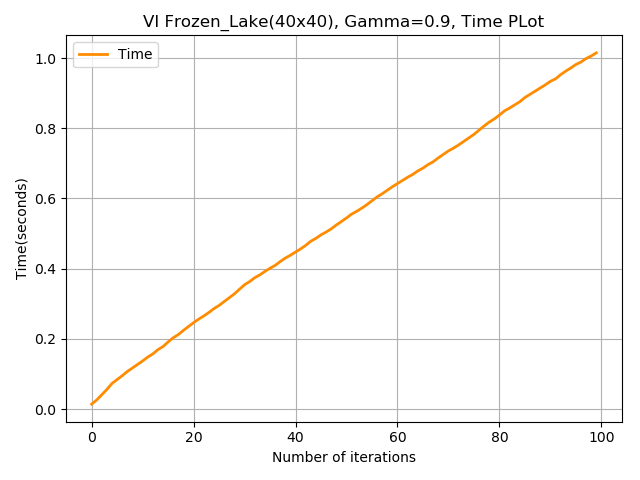 VI Frozen_Lake(40x40), Gamma=0.9, Time PLot
Time
Time(seconds)
1.0
0.8
0.6
0.4
0.2
0.0
0 20 40 60 80 100
Number of iterations